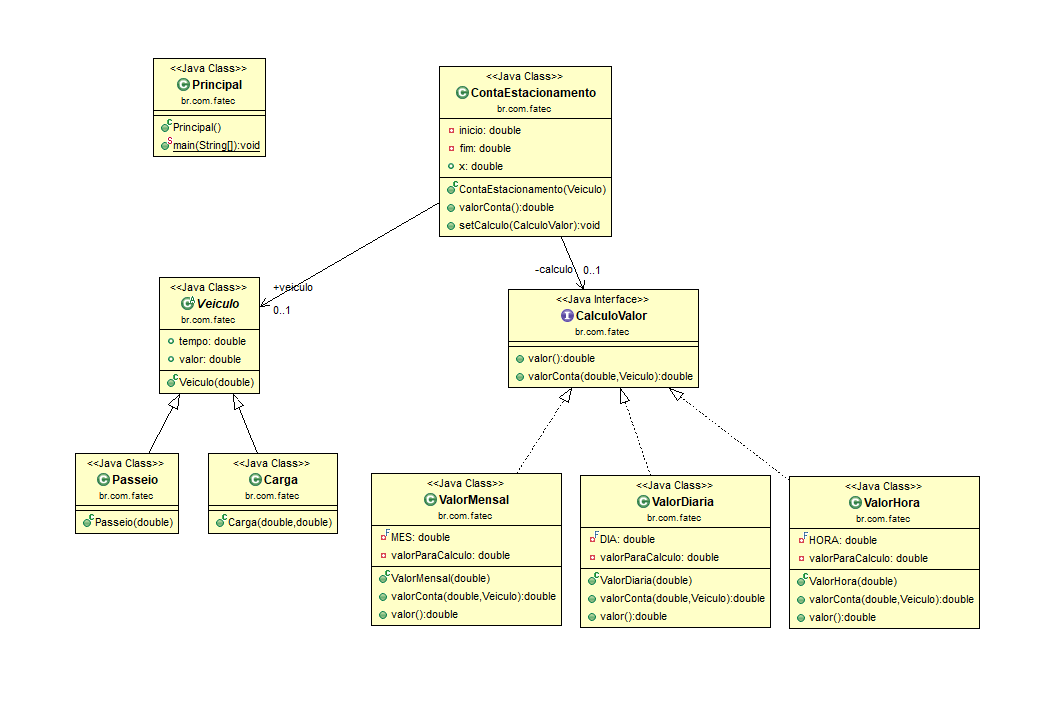 <<Java Class>>
Principal
br.com.fatec
Principal()
main(String[]):void
<<Java Class>>
ContaEstacionamento
br.com.fatec
inicio: double
fim: double
x: double
ContaEstacionamento(Veiculo)
valorConta():double
setCalculo(CalculoValor):void
+veiculo
0..1
-calculo
0..1
<<Java Class>>
Veiculo
br.com.fatec
tempo: double
valor: double
Veiculo(double)
<<Java Interface>>
CalculoValor
br.com.fatec
valor():double
valorConta(double,Veiculo):double
<<Java Class>>
Passeio
br.com.fatec
Passeio(double)
<<Java Class>>
Carga
br.com.fatec
Carga(double,double)
<<Java Class>>
ValorMensal
br.com.fatec
MES: double
valorParaCalculo: double
ValorMensal(double)
valorConta(double,Veiculo):double
valor():double
<<Java Class>>
ValorDiaria
br.com.fatec
DIA: double
valorParaCalculo: double
ValorDiaria(double)
valorConta(double,Veiculo):double
valor():double
<<Java Class>>
ValorHora
br.com.fatec
HORA: double
valorParaCalculo: double
ValorHora(double)
valorConta(double,Veiculo):double
valor():double